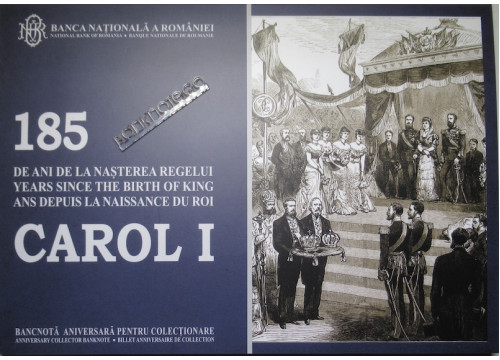 BANCA NAȚIONALĂ A ROMÂNIEI
NATIONAL BANK OF ROMANIA • BANQUE NATIONALE DE ROUMANIE
185
DE ANI DE LA NAȘTEREA REGELUI
YEARS SINCE THE BIRTH OF KING
ANS DEPUIS LA NAISSANCE DU ROI
CAROL I
BANCNOTĂ ANIVERSARĂ PENTRU COLECȚIONARE
ANNIVERSARY COLLECTOR BANKNOTE • BILLET ANNIVERSAIRE DE COLLECTION